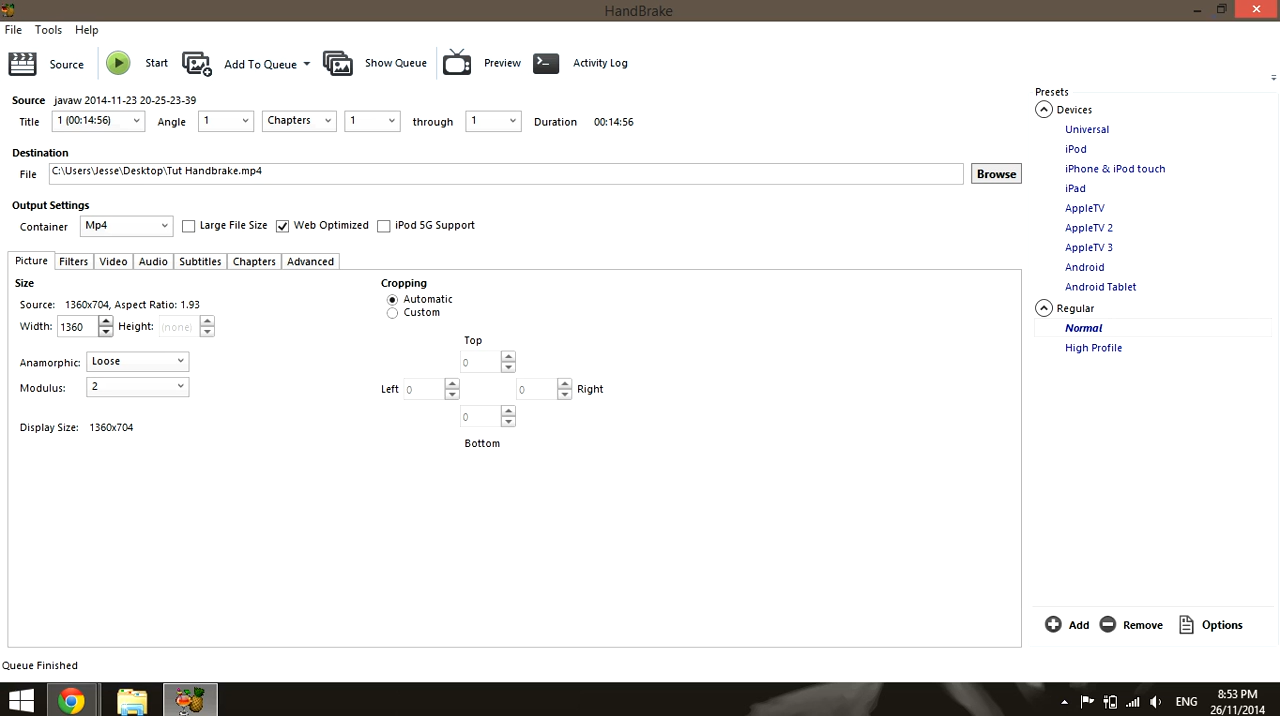 HandBrake
File Tools Help
Source Start Add To Queue Show Queue Preview Activity Log
Source javaw 2014-11-23 20-25-23-39
Title 1 (00:14:56) Angle 1 Chapters 1 through 1 Duration 00:14:56
Destination
File C:\Users\Jesse\Desktop\Tut Handbrake.mp4 Browse
Output Settings
Container Mp4 Large File Size Web Optimized iPod 5G Support
Picture Filters Video Audio Subtitles Chapters Advanced
Size
Source: 1360x704, Aspect Ratio: 1.93
Width: 1360 Height: (none)
Anamorphic: Loose
Modulus: 2
Display Size: 1360x704
Cropping
Automatic
Custom
Top
0
Left 0 0 Right
0
Bottom
Presets
Devices
Universal
iPod
iPhone & iPod touch
iPad
AppleTV
AppleTV 2
AppleTV 3
Android
Android Tablet
Regular
Normal
High Profile
Add Remove Options
Queue Finished
ENG
8:53 PM
26/11/2014